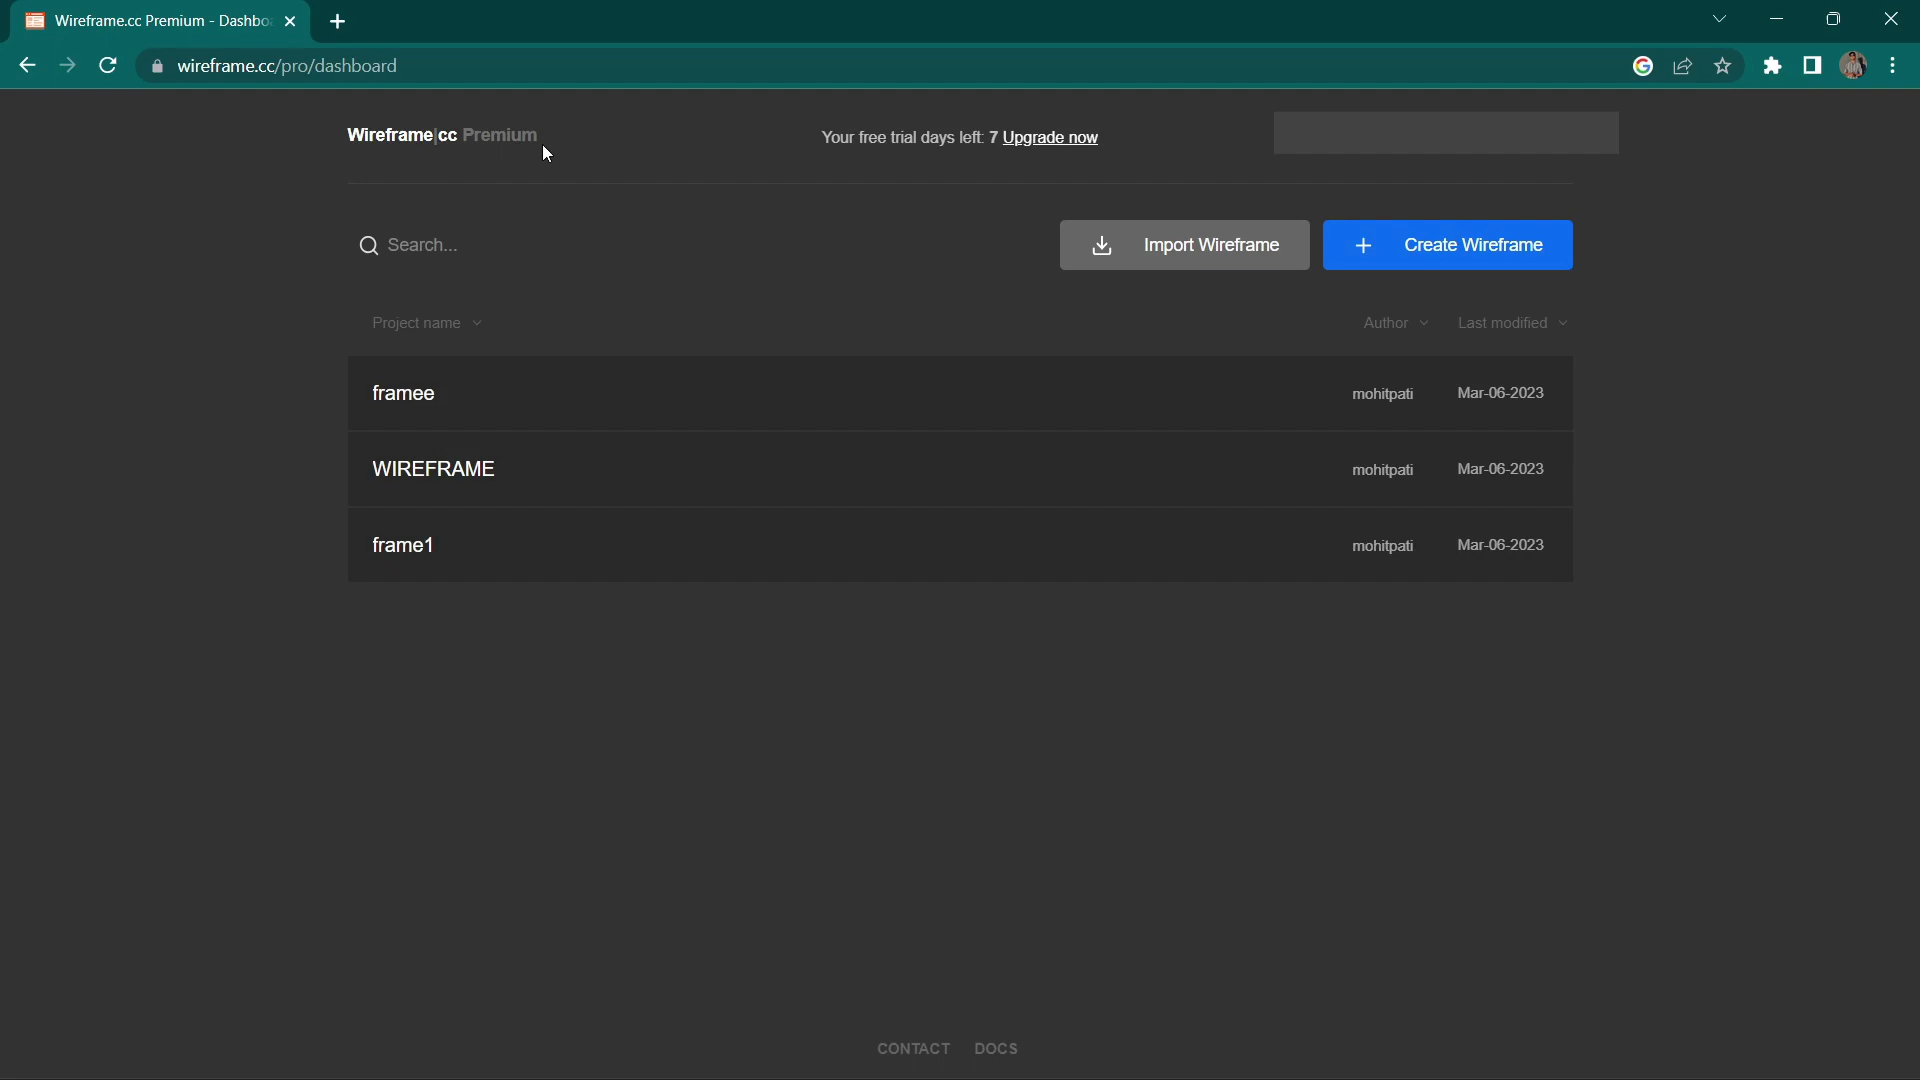 Wireframe.cc Premium - Dashbo
wireframe.cc/pro/dashboard
Wireframe|cc Premium
Your free trial days left: 7 Upgrade now
Search...
Import Wireframe
Create Wireframe
Project name
Author
Last modified
framee
mohitpati
Mar-06-2023
WIREFRAME
mohitpati
Mar-06-2023
frame1
mohitpati
Mar-06-2023
CONTACT
DOCS